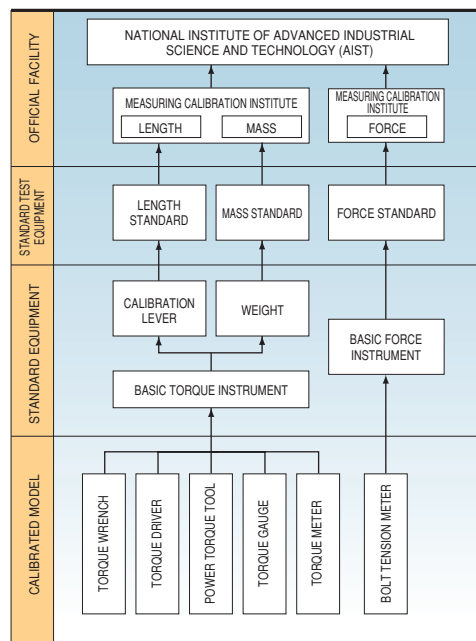 OFFICIAL FACILITY
NATIONAL INSTITUTE OF ADVANCED INDUSTRIAL
SCIENCE AND TECHNOLOGY (AIST)
MEASURING CALIBRATION INSTITUTE
LENGTH
MASS
MEASURING CALIBRATION
INSTITUTE
FORCE
STANDARD TEST
EQUIPMENT
LENGTH
STANDARD
MASS STANDARD
FORCE STANDARD
STANDARD EQUIPMENT
CALIBRATION
LEVER
WEIGHT
BASIC FORCE
INSTRUMENT
BASIC TORQUE INSTRUMENT
CALIBRATED MODEL
TORQUE WRENCH
TORQUE DRIVER
POWER TORQUE TOOL
TORQUE GAUGE
TORQUE METER
BOLT TENSION METER